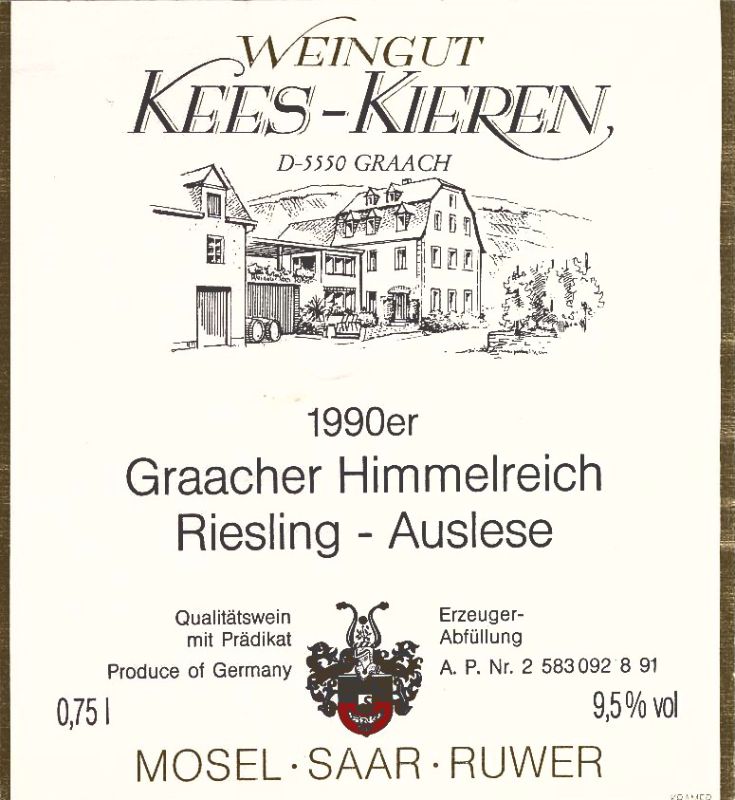 WEINGUT
KEES-KIEREN,
D-5550 GRAACH
1990er
Graacher Himmelreich
Riesling - Auslese
Qualitätswein
mit Prädikat
Produce of Germany
Erzeuger-
Abfüllung
A. P. Nr. 2 583 092 8 91
0,75 l
9,5 % vol
MOSEL · SAAR · RUWER
KRAMER